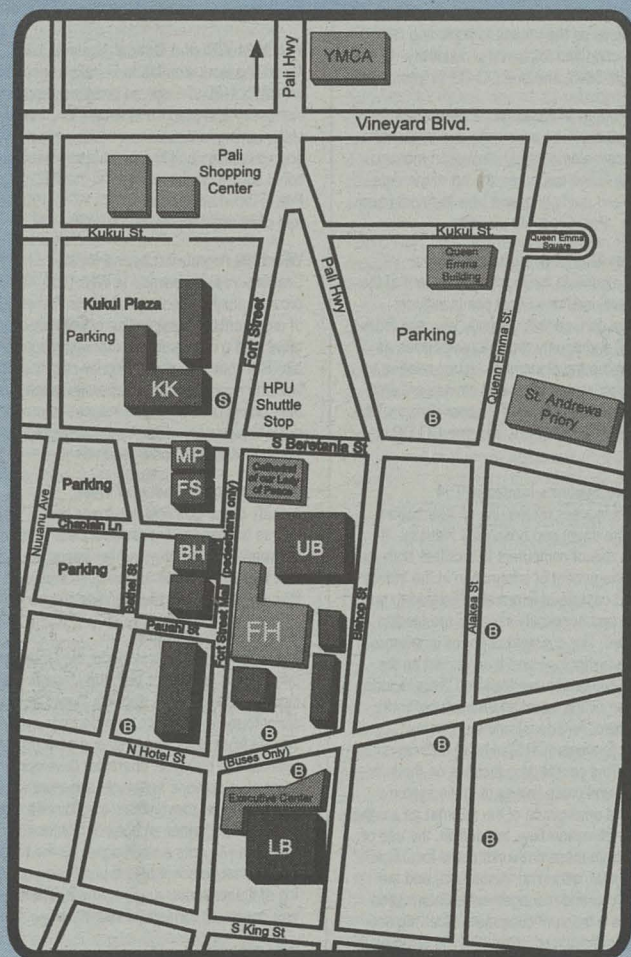 Pali Hwy
YMCA
Vineyard Blvd.
Pali
Shopping
Center
Kukui St.
Kukui St.
Queen Emma
Square
Queen
Emma
Building
Pali Hwy
Kukul Plaza
Parking
Fort Street
Parking
Quenn Emma St.
KK
S
HPU
Shuttle
Stop
B
St. Andrews
Priory
S Beretania St
MP
FS
Parking
Cathedral
of our Lady
of Peace
Nuuanu Ave
Chaplain Ln
BH
UB
Parking
Bethel St
Fort Street Mall (pedestrians only)
Bishop St
Alakea St
Pauahi St
FH
B
B
B
B
N Hotel St
(Buses Only)
B
Executive Center
LB
B
S King St